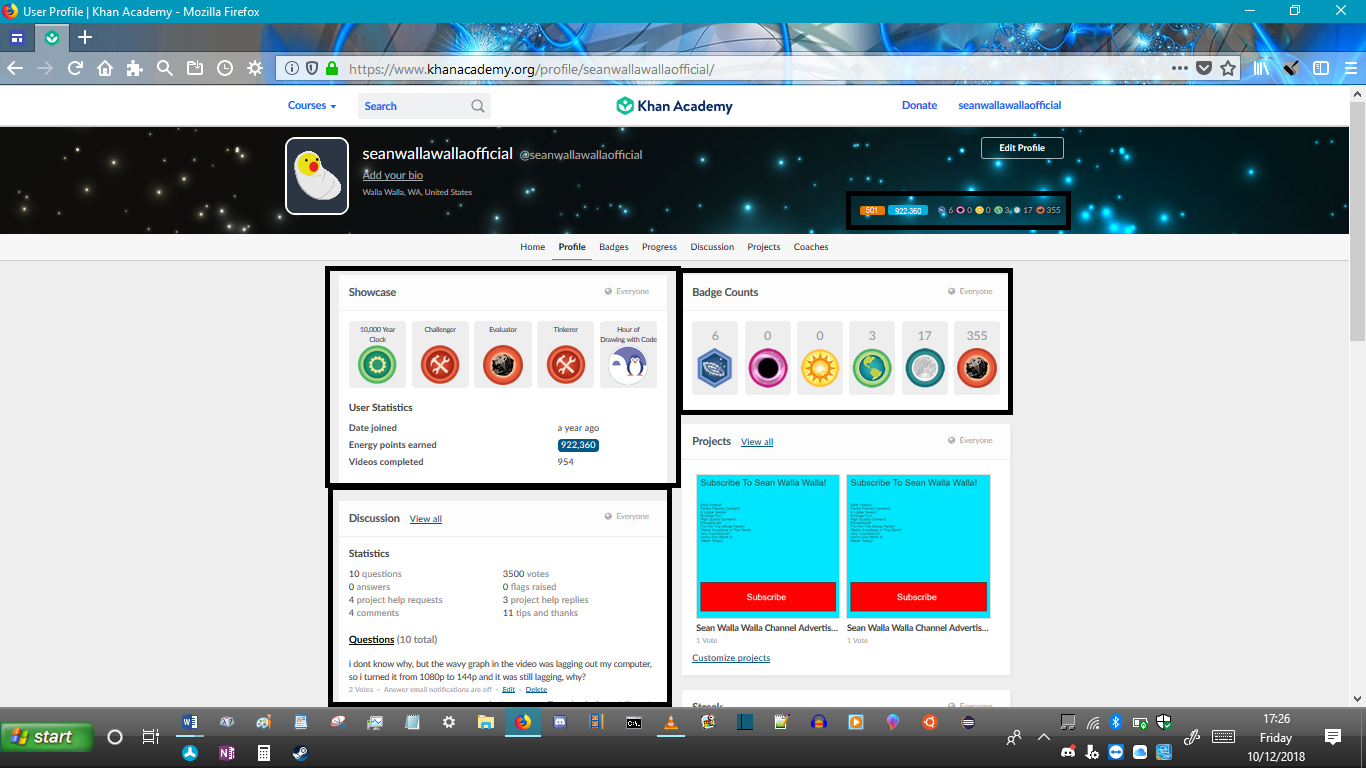 User Profile | Khan Academy - Mozilla Firefox
https://www.khanacademy.org/profile/seanwallawallaofficial/
Courses
Search
Khan Academy
Donate
seanwallawallaofficial
seanwallawallaofficial @seanwallawallaofficial
Add your bio
Walla Walla, WA, United States
Edit Profile
501 922,360 6 0 0 3 17 355
Home Profile Badges Progress Discussion Projects Coaches
Showcase Everyone
10,000 Year Clock
Challenger
Evaluator
Tinkerer
Hour of Drawing with Code
User Statistics
Date joined a year ago
Energy points earned 922,360
Videos completed 954
Badge Counts Everyone
6 0 0 3 17 355
Discussion View all Everyone
Statistics
10 questions 3500 votes
0 answers 0 flags raised
4 project help requests 3 project help replies
4 comments 11 tips and thanks
Questions (10 total)
i dont know why, but the wavy graph in the video was lagging out my computer,
so i turned it from 1080p to 144p and it was still lagging, why?
2 Votes • Answer email notifications are off • Edit • Delete
Projects View all Everyone
Subscribe To Sean Walla Walla! Subscribe To Sean Walla Walla!
Subscribe Subscribe
Sean Walla Walla Channel Advertis... Sean Walla Walla Channel Advertis...
1 Vote 1 Vote
Customize projects
Streak Everyone
start
17:26
Friday
10/12/2018